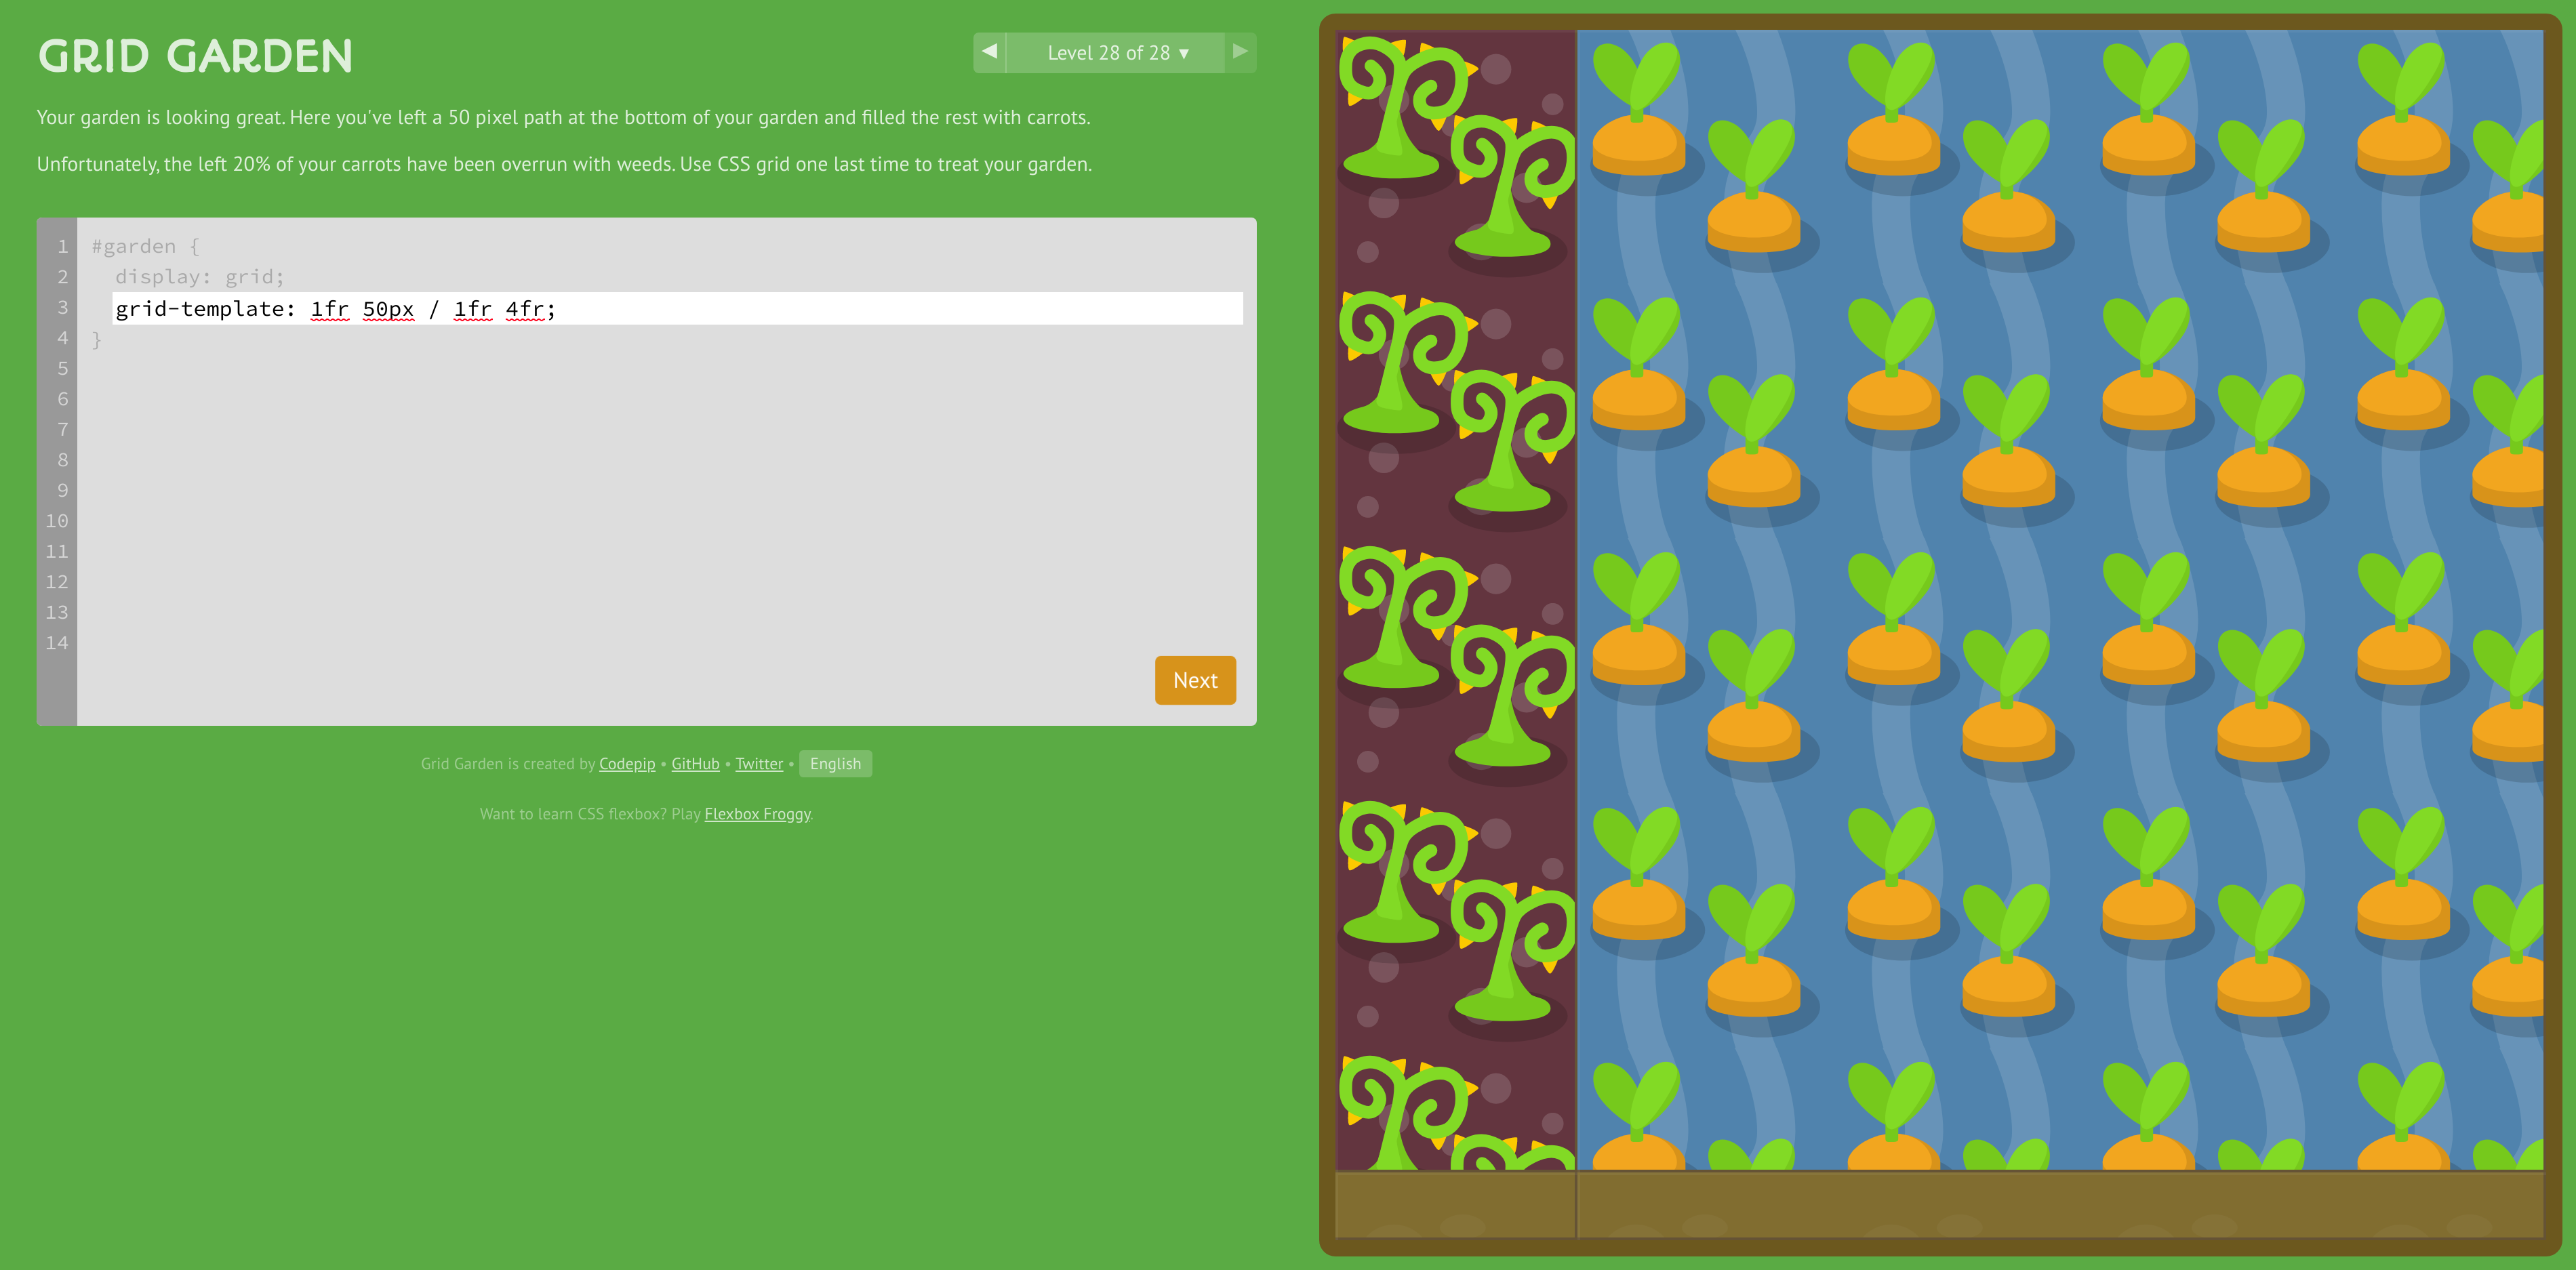 GRID GARDEN
◀ Level 28 of 28 ▼ ▶
Your garden is looking great. Here you've left a 50 pixel path at the bottom of your garden and filled the rest with carrots.
Unfortunately, the left 20% of your carrots have been overrun with weeds. Use CSS grid one last time to treat your garden.
1 #garden {
2 display: grid;
3 grid-template: 1fr 50px / 1fr 4fr;
4 }
5
6
7
8
9
10
11
12
13
14
Next
Grid Garden is created by Codepip • GitHub • Twitter • English
Want to learn CSS flexbox? Play Flexbox Froggy.